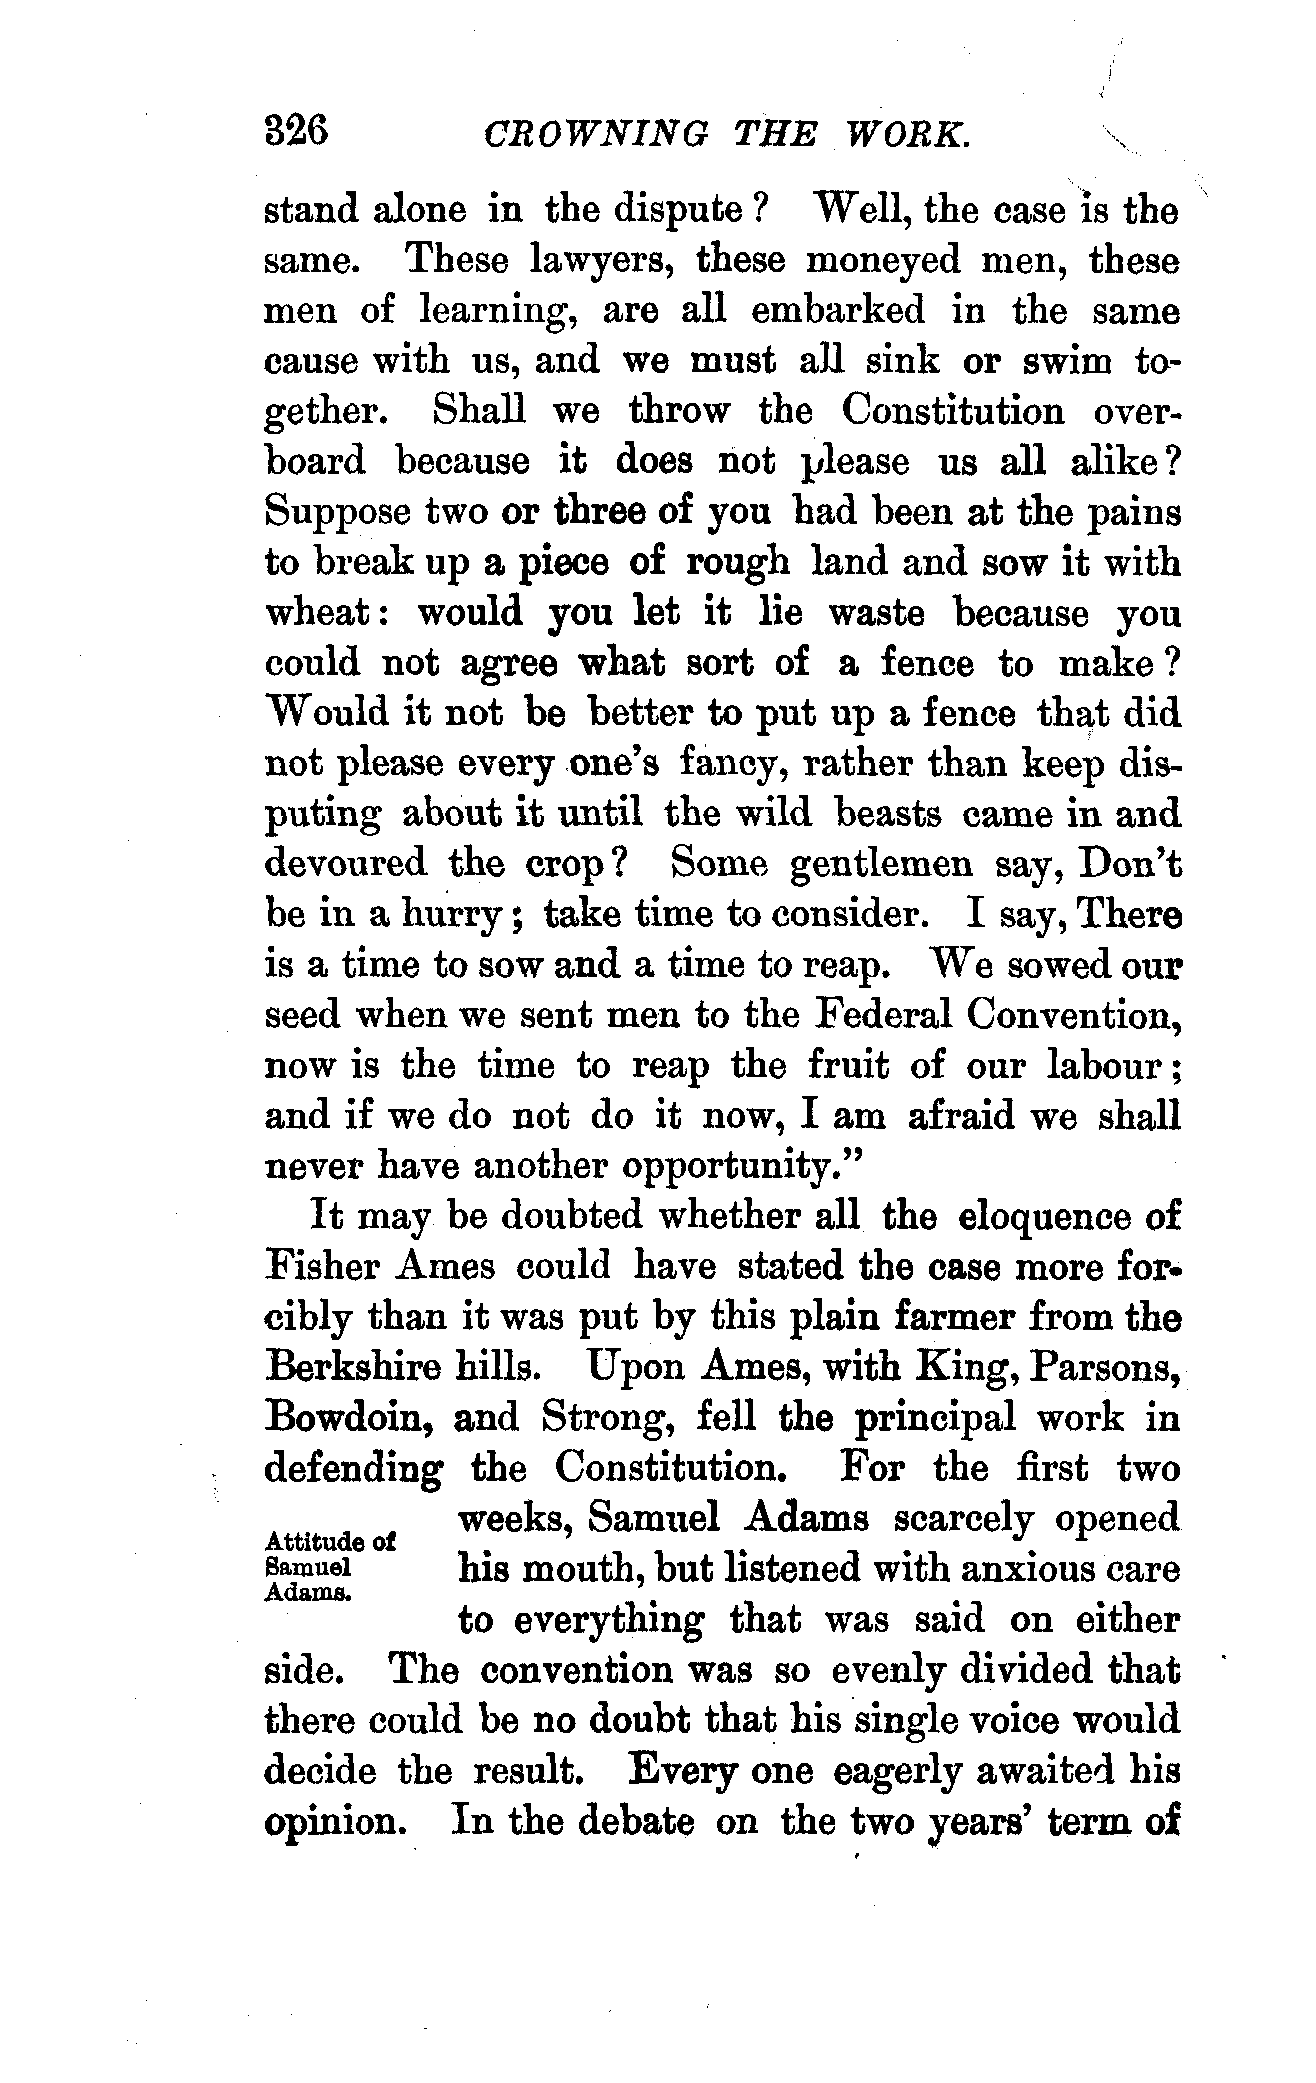 326 CROWNING THE WORK.
stand alone in the dispute? Well, the case is the
same. These lawyers, these moneyed men, these
men of learning, are all embarked in the same
cause with us, and we must all sink or swim to-
gether. Shall we throw the Constitution over-
board because it does not please us all alike?
Suppose two or three of you had been at the pains
to break up a piece of rough land and sow it with
wheat: would you let it lie waste because you
could not agree what sort of a fence to make?
Would it not be better to put up a fence that did
not please every one's fancy, rather than keep dis-
puting about it until the wild beasts came in and
devoured the crop? Some gentlemen say, Don't
be in a hurry; take time to consider. I say, There
is a time to sow and a time to reap. We sowed our
seed when we sent men to the Federal Convention,
now is the time to reap the fruit of our labour;
and if we do not do it now, I am afraid we shall
never have another opportunity."
It may be doubted whether all the eloquence of
Fisher Ames could have stated the case more for-
cibly than it was put by this plain farmer from the
Berkshire hills. Upon Ames, with King, Parsons,
Bowdoin, and Strong, fell the principal work in
defending the Constitution. For the first two
Attitude of
Samuel
Adams.
weeks, Samuel Adams scarcely opened
his mouth, but listened with anxious care
to everything that was said on either
side. The convention was so evenly divided that
there could be no doubt that his single voice would
decide the result. Every one eagerly awaited his
opinion. In the debate on the two years' term of